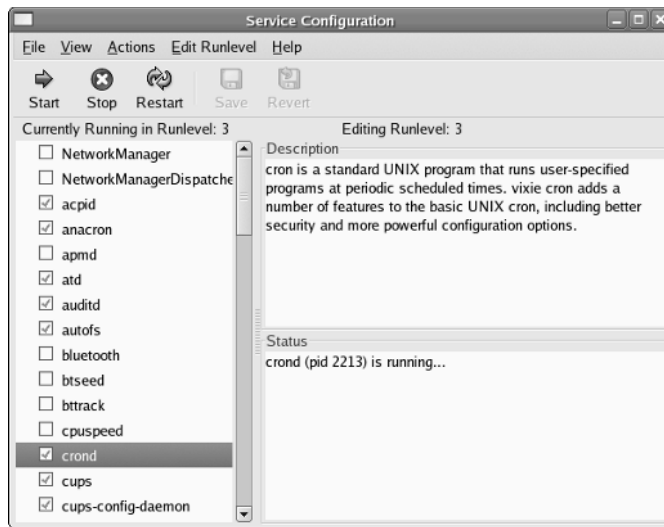 Service Configuration
File View Actions Edit Runlevel Help
Start Stop Restart Save Revert
Currently Running in Runlevel: 3 Editing Runlevel: 3
NetworkManager
NetworkManagerDispatche
acpid
anacron
apmd
atd
auditd
autofs
bluetooth
btseed
bttrack
cpuspeed
crond
cups
cups-config-daemon
Description
cron is a standard UNIX program that runs user-specified
programs at periodic scheduled times. vixie cron adds a
number of features to the basic UNIX cron, including better
security and more powerful configuration options.
Status
crond (pid 2213) is running...